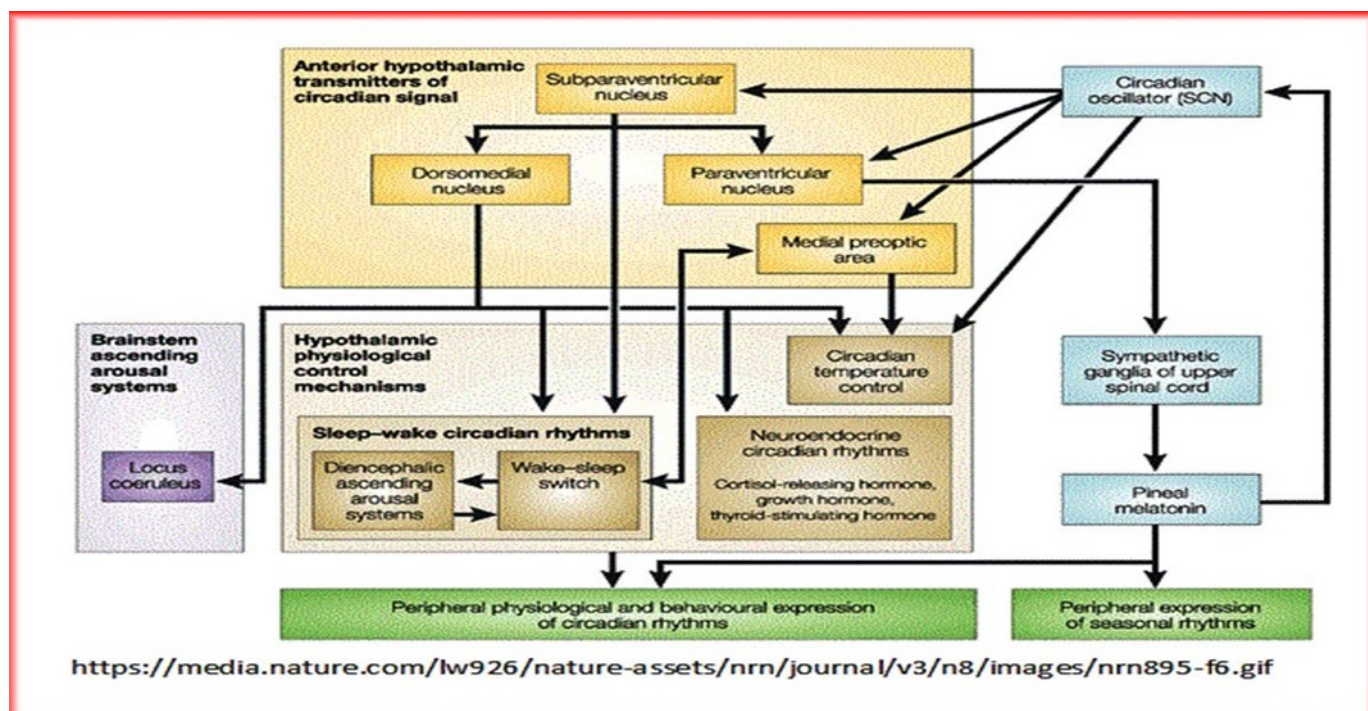 Anterior hypothalamic
transmitters of
circadian signal
Subparaventricular
nucleus
Circadian
oscillator (SCN)
Dorsomedial
nucleus
Paraventricular
nucleus
Medial preoptic
area
Brainstem
ascending
arousal
systems
Hypothalamic
physiological
control
mechanisms
Circadian
temperature
control
Sympathetic
ganglia of upper
spinal cord
Sleep–wake circadian rhythms
Locus
coeruleus
Diencephalic
ascending
arousal
systems
Wake–sleep
switch
Neuroendocrine
circadian rhythms
Cortisol-releasing hormone,
growth hormone,
thyroid-stimulating hormone
Pineal
melatonin
Peripheral physiological and behavioural expression
of circadian rhythms
Peripheral expression
of seasonal rhythms
https://media.nature.com/lw926/nature-assets/nrn/journal/v3/n8/images/nrn895-f6.gif